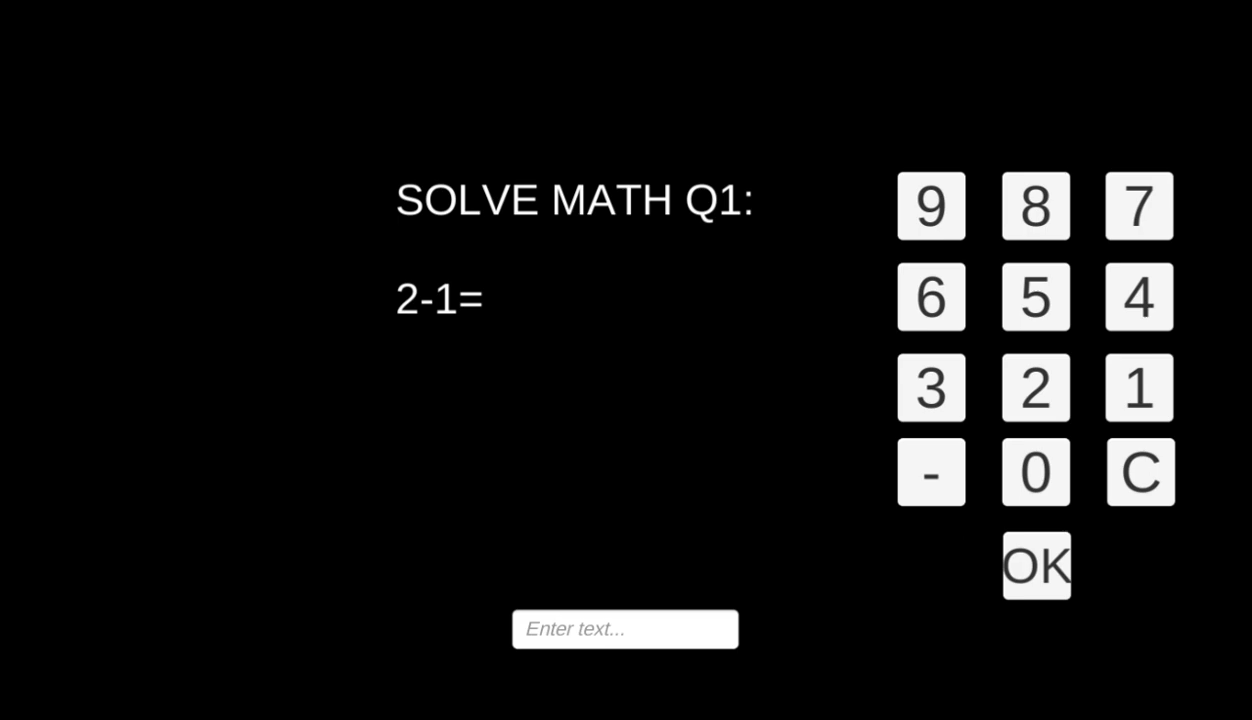 SOLVE MATH Q1:
2-1=
9 8 7
6 5 4
3 2 1
- 0 C
OK
Enter text...